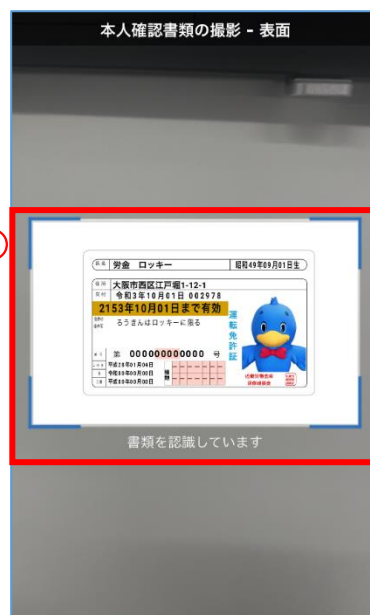 本人確認書類の撮影 - 表面
氏名 労金 ロッキー 昭和49年09月01日生
住所 大阪市西区江戸堀1-12-1
交付 令和3年10月01日 002978
2153年10月01日まで有効
ろうきんはロッキーに限る
運転免許証
第 000000000000 号
平成28年01月04日
令和00年00月00日
平成00年00月00日
種類
近畿労働金庫
書類を認識しています